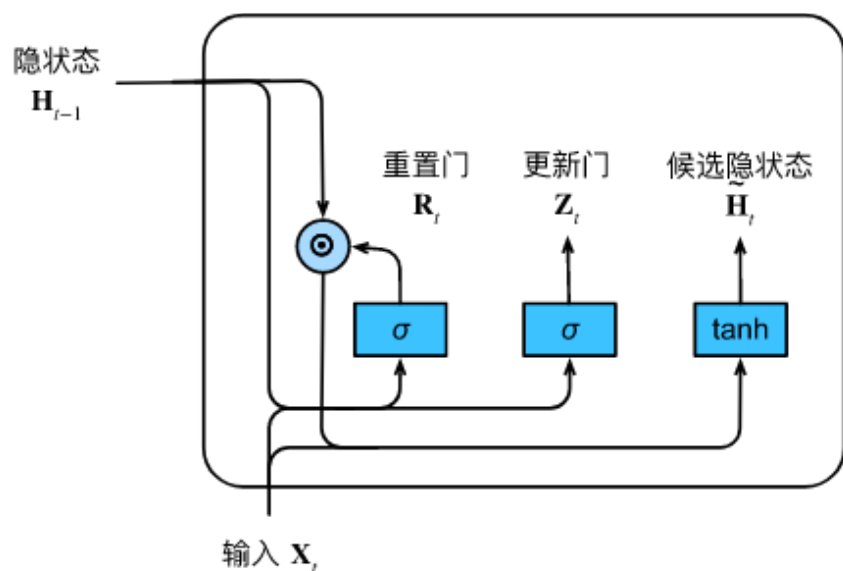 隐状态
H_{t−1}
重置门
R_t
更新门
Z_t
候选隐状态
H̃_t
⊙
σ
σ
tanh
输入 X_t